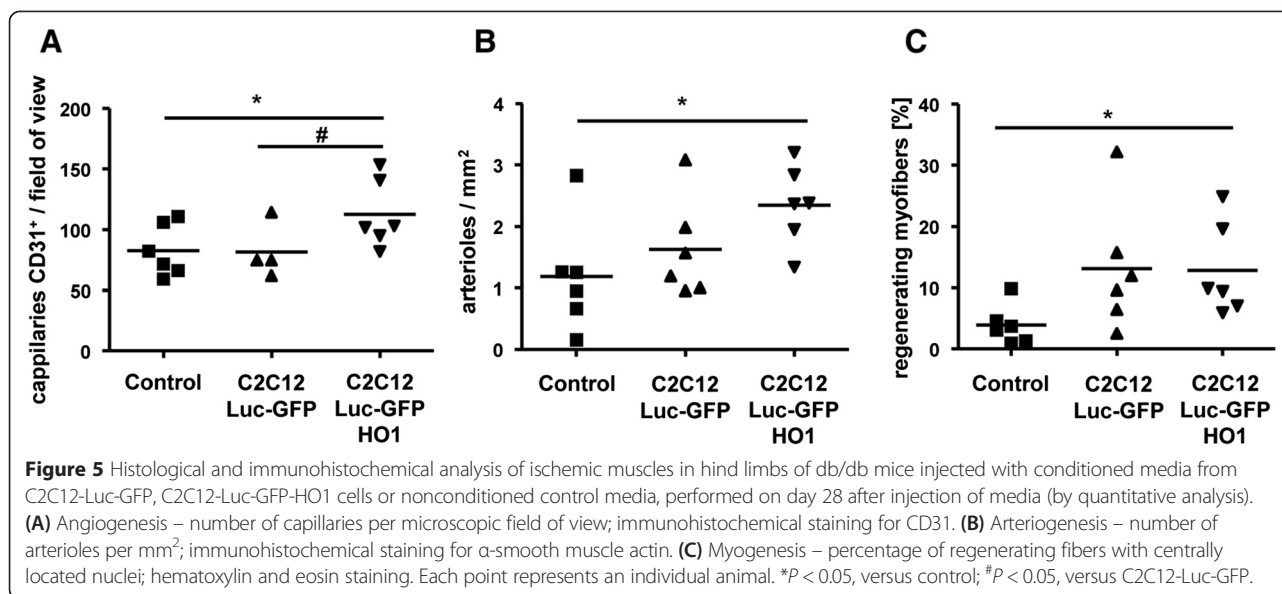 A
cappilaries CD31⁺ / field of view
200
150
100
50
0
*
#
Control
C2C12
Luc-GFP
C2C12
Luc-GFP
HO1
B
arterioles / mm²
4
3
2
1
0
*
Control
C2C12
Luc-GFP
C2C12
Luc-GFP
HO1
C
regenerating myofibers [%]
40
30
20
10
0
*
Control
C2C12
Luc-GFP
C2C12
Luc-GFP
HO1
Figure 5 Histological and immunohistochemical analysis of ischemic muscles in hind limbs of db/db mice injected with conditioned media from
C2C12-Luc-GFP, C2C12-Luc-GFP-HO1 cells or nonconditioned control media, performed on day 28 after injection of media (by quantitative analysis).
(A) Angiogenesis – number of capillaries per microscopic field of view; immunohistochemical staining for CD31. (B) Arteriogenesis – number of
arterioles per mm²; immunohistochemical staining for α-smooth muscle actin. (C) Myogenesis – percentage of regenerating fibers with centrally
located nuclei; hematoxylin and eosin staining. Each point represents an individual animal. *P < 0.05, versus control; #P < 0.05, versus C2C12-Luc-GFP.